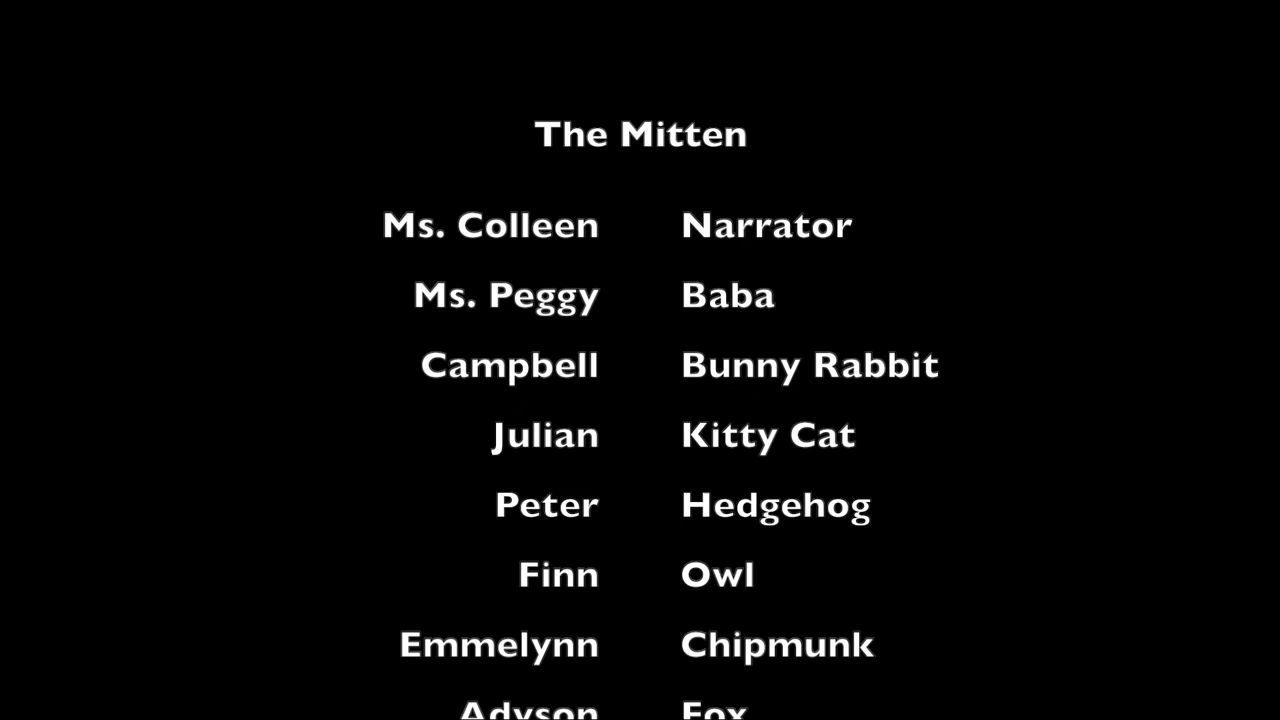 The Mitten
Ms. Colleen Narrator
Ms. Peggy Baba
Campbell Bunny Rabbit
Julian Kitty Cat
Peter Hedgehog
Finn Owl
Emmelynn Chipmunk
Adyson Fox